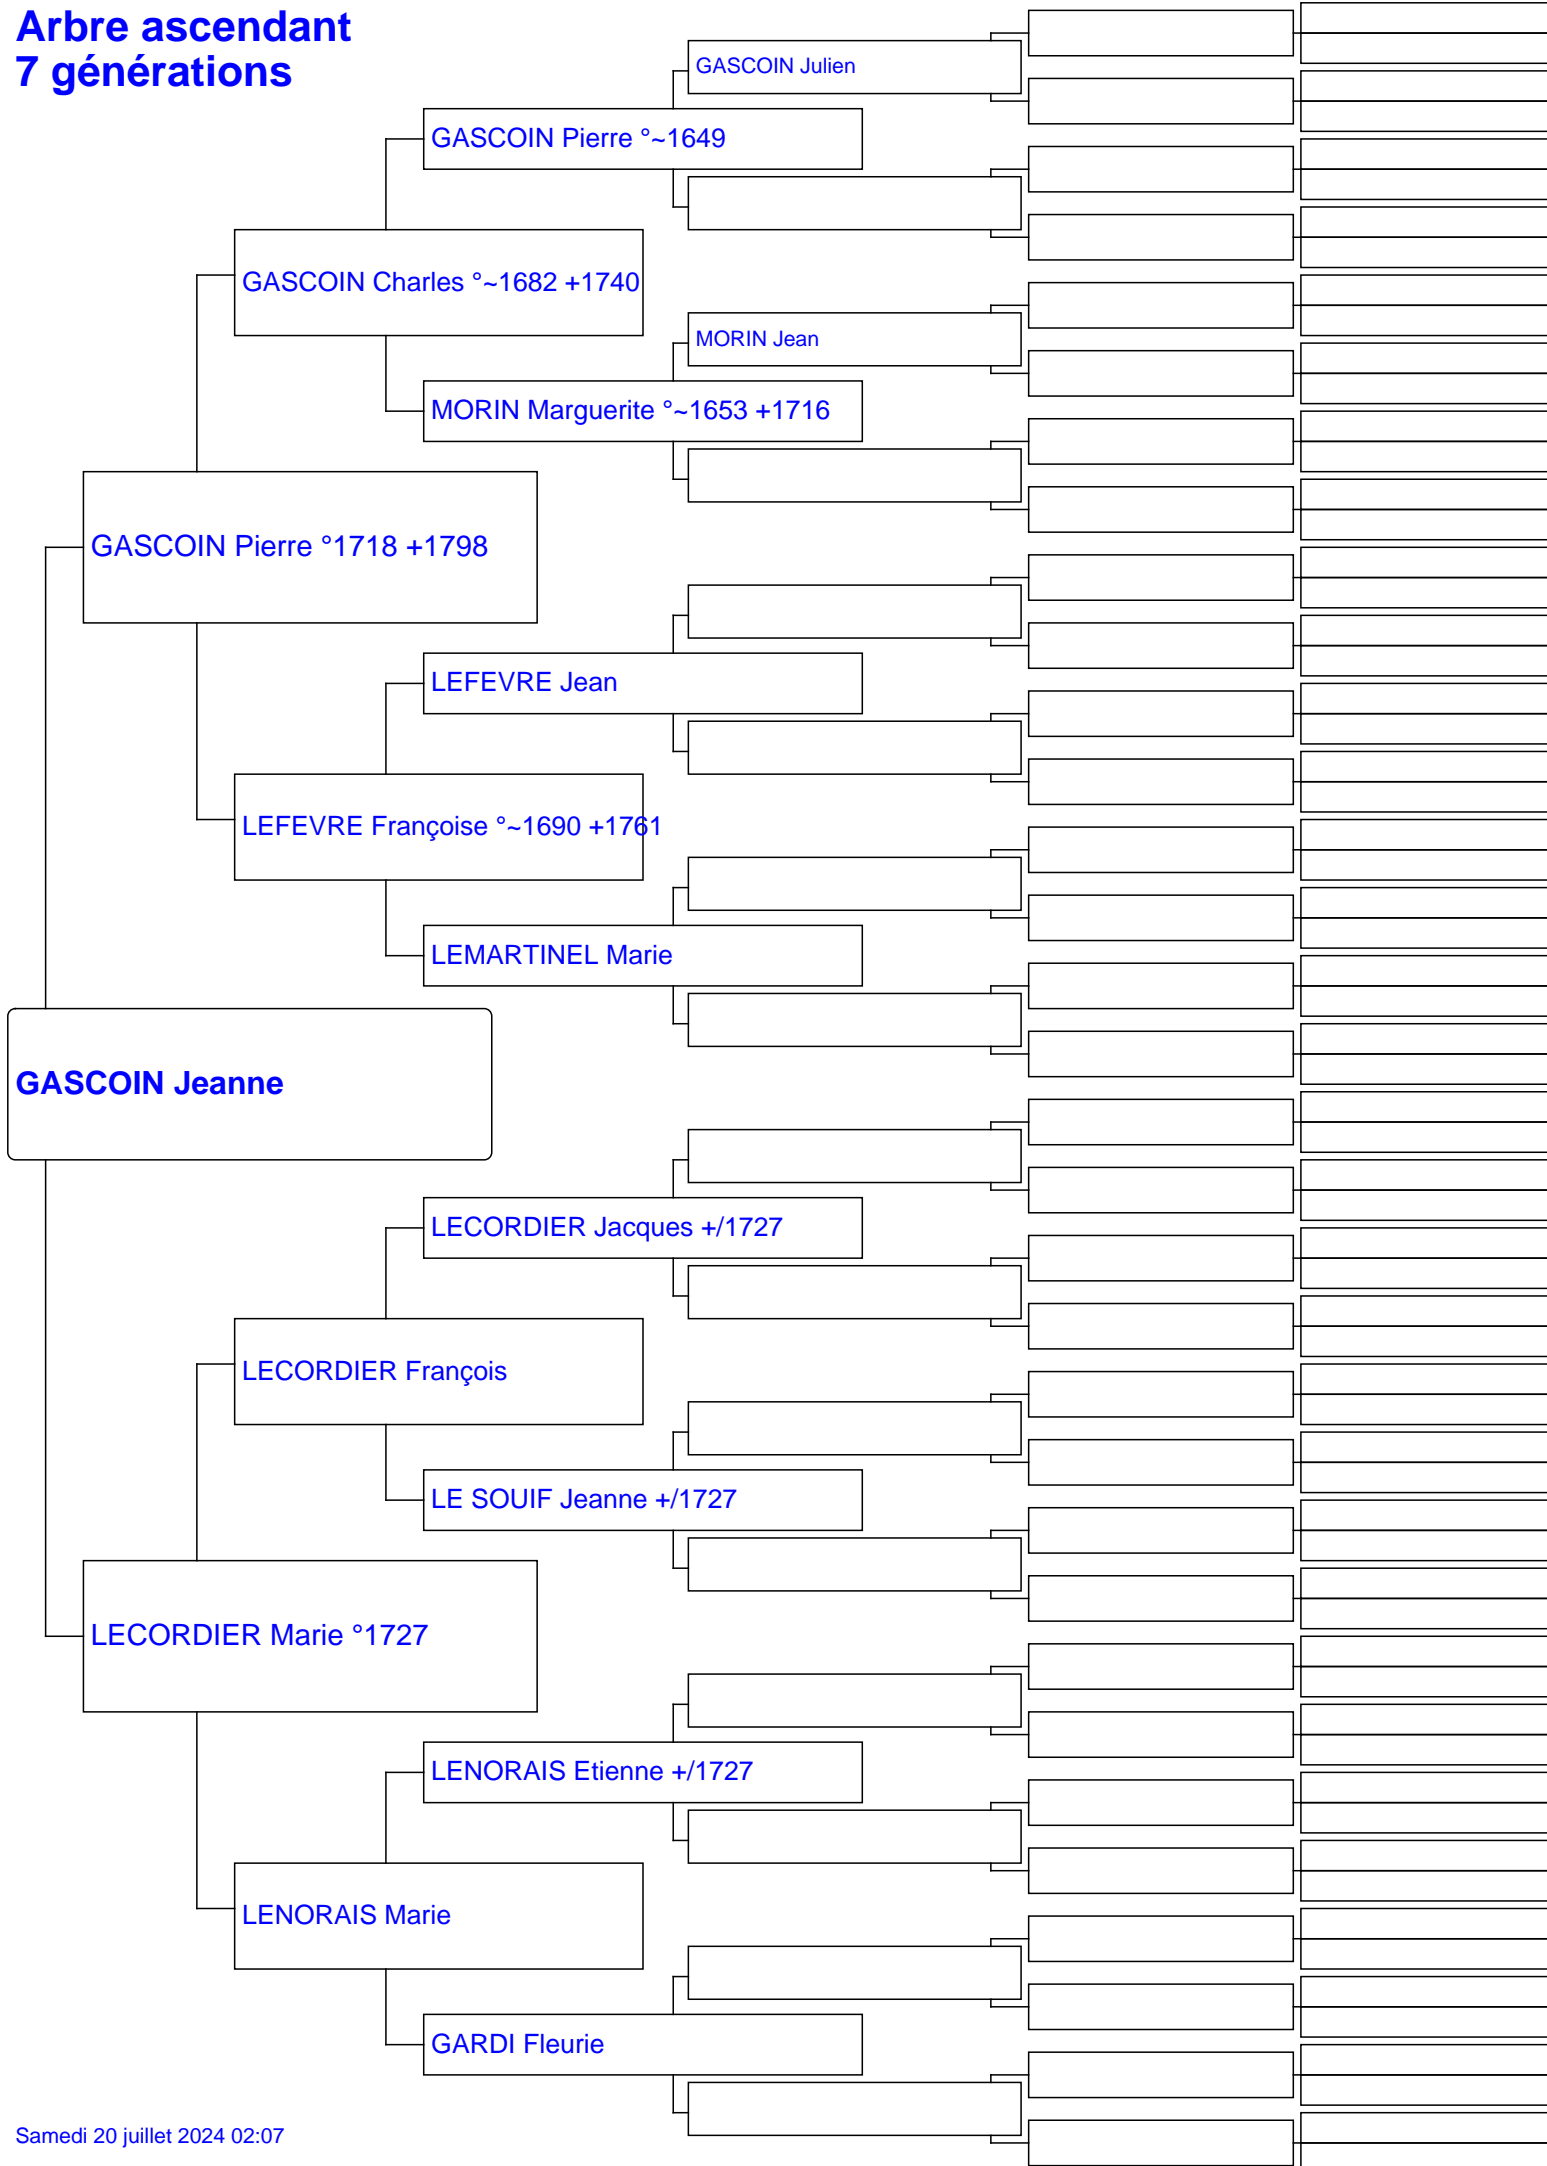 Arbre ascendant
7 générations
GASCOIN Julien
GASCOIN Pierre °~1649
GASCOIN Charles °~1682 +1740
MORIN Jean
MORIN Marguerite °~1653 +1716
GASCOIN Pierre °1718 +1798
LEFEVRE Jean
LEFEVRE Françoise °~1690 +1761
LEMARTINEL Marie
GASCOIN Jeanne
LECORDIER Jacques +/1727
LECORDIER François
LE SOUIF Jeanne +/1727
LECORDIER Marie °1727
LENORAIS Etienne +/1727
LENORAIS Marie
GARDI Fleurie
Samedi 20 juillet 2024 02:07